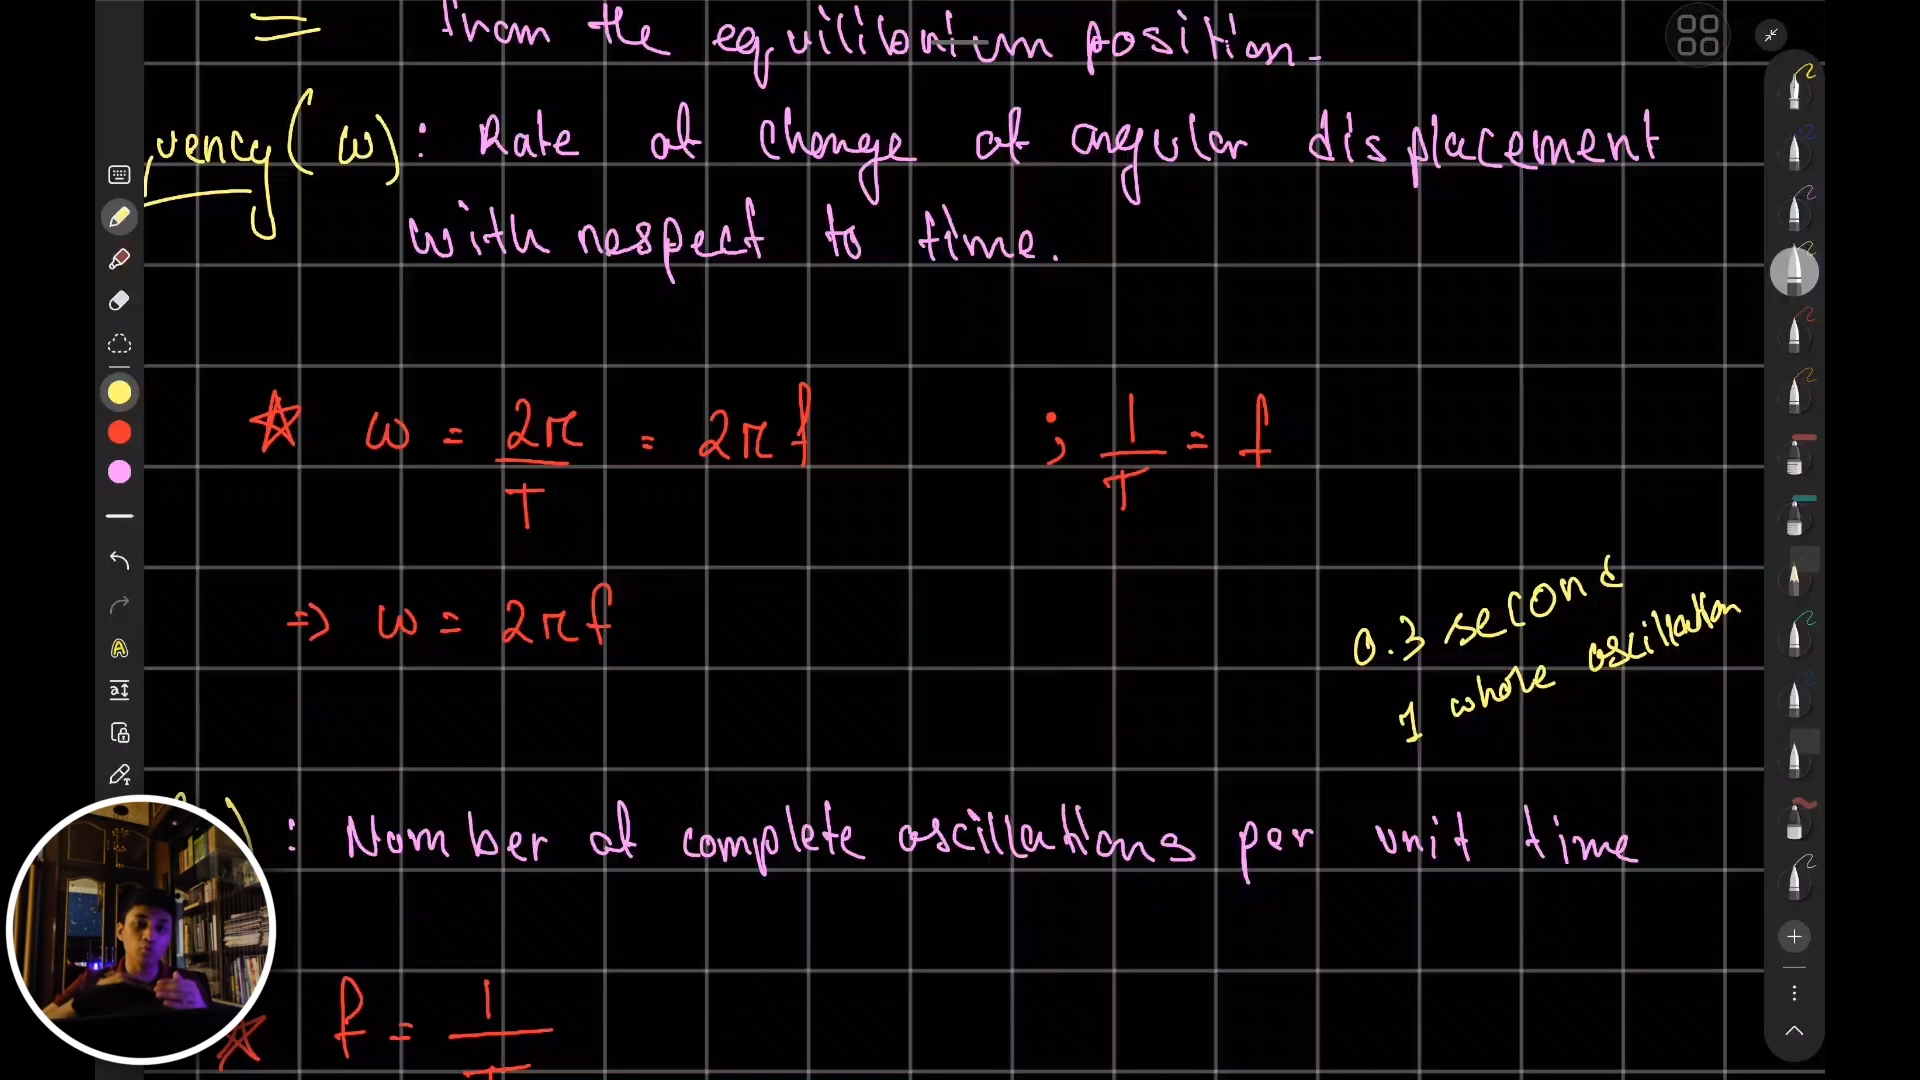 from the equilibrium position.
uency (ω): Rate of change of angular displacement
with respect to time.
☆ ω = 2π/T = 2πf ; 1/T = f
⇒ ω = 2πf
0.3 second
1 whole oscillation
: Number of complete oscillations per unit time
☆ f = 1/T